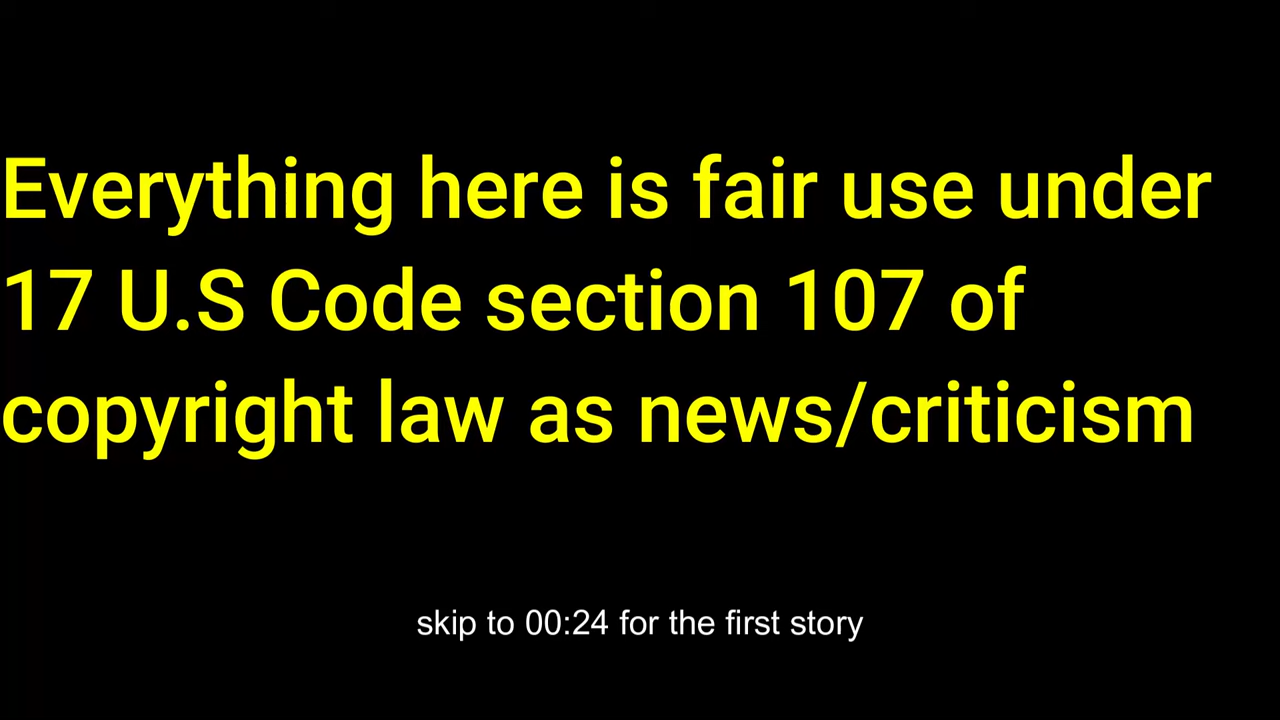 Everything here is fair use under
17 U.S Code section 107 of
copyright law as news/criticism
skip to 00:24 for the first story